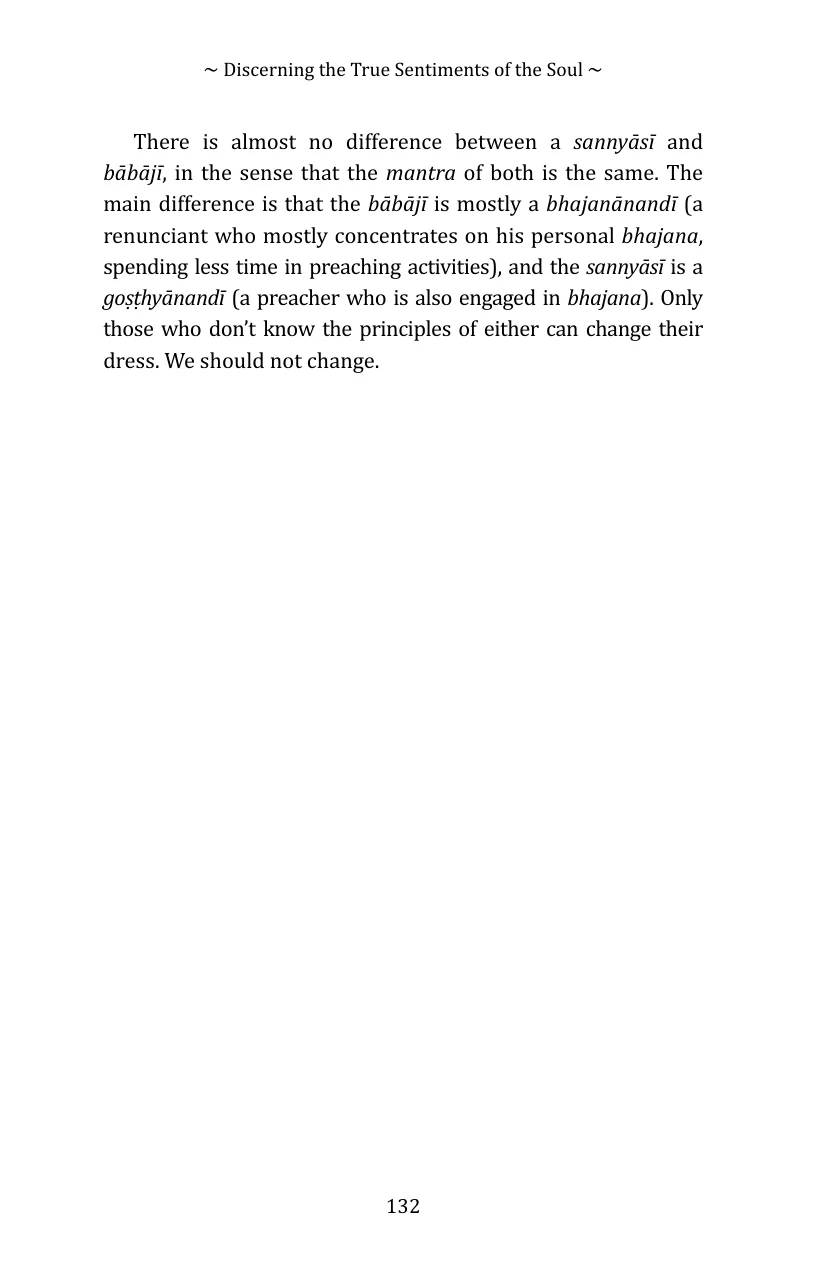 ~ Discerning the True Sentiments of the Soul ~
There is almost no difference between a sannyāsī and
bābājī, in the sense that the mantra of both is the same. The
main difference is that the bābājī is mostly a bhajanānandī (a
renunciant who mostly concentrates on his personal bhajana,
spending less time in preaching activities), and the sannyāsī is a
goṣṭhyānandī (a preacher who is also engaged in bhajana). Only
those who don’t know the principles of either can change their
dress. We should not change.
132